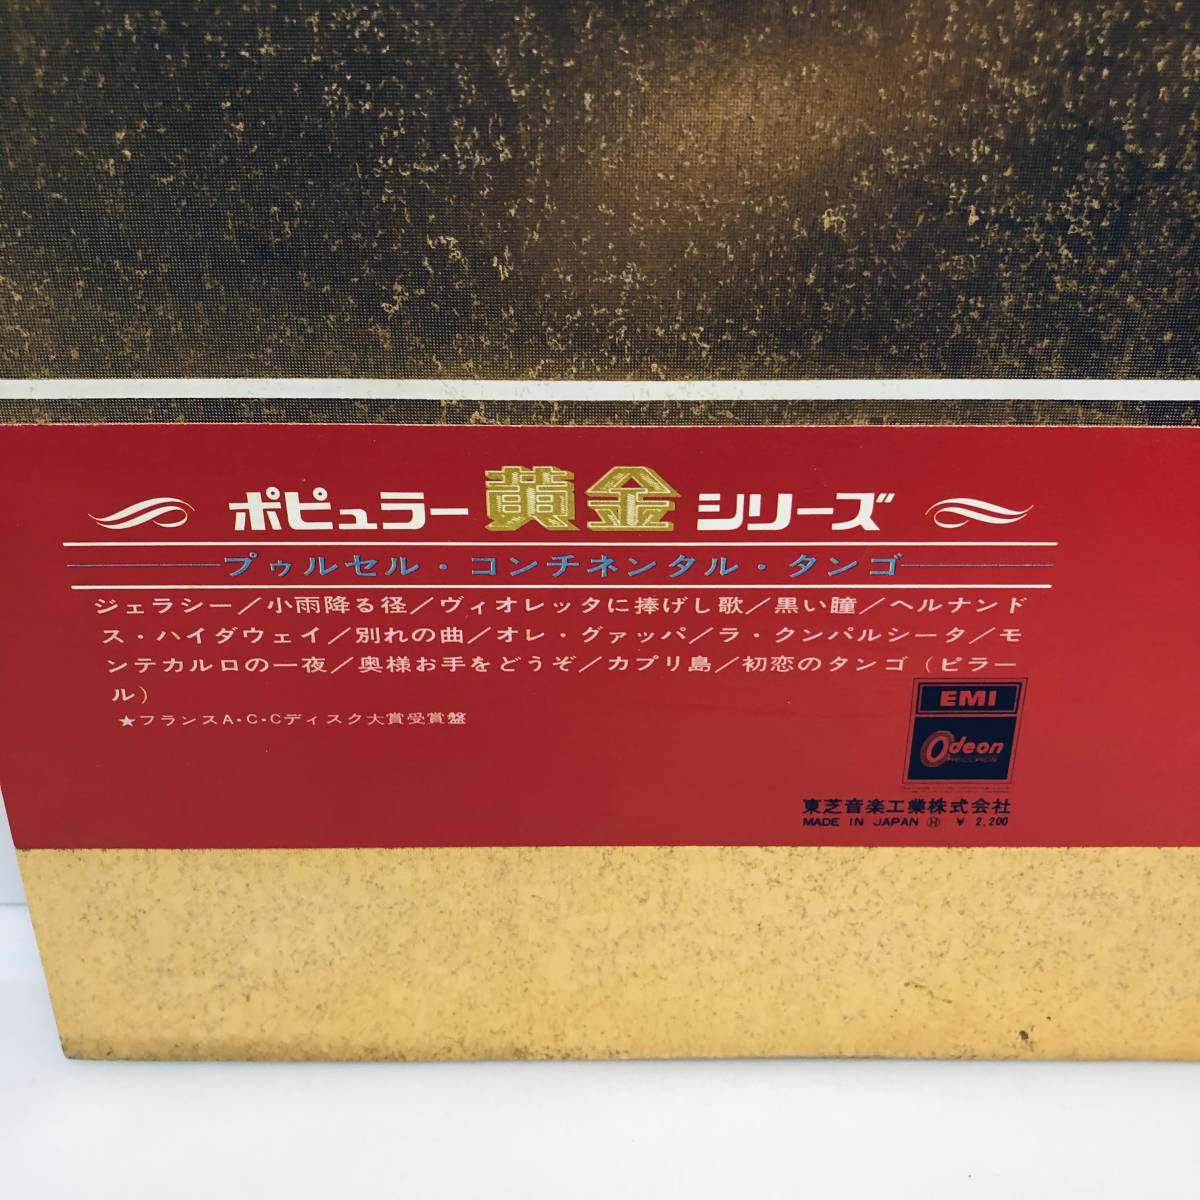 ポピュラー黄金シリーズ
プゥルセル・コンチネンタル・タンゴ
ジェラシー/小雨降る径/ヴィオレッタに捧げし歌/黒い瞳/ヘルナンド
ス・ハイダウェイ/別れの曲/オレ・グァッパ/ラ・クンパルシータ/モ
ンテカルロの一夜/奥様お手をどうぞ/カプリ島/初恋のタンゴ(ピラー
ル)
★フランスA・C・Cディスク大賞受賞盤
EMI
Odeon
RECORDS
東芝音楽工業株式会社
MADE IN JAPAN Ⓗ ¥ 2,200